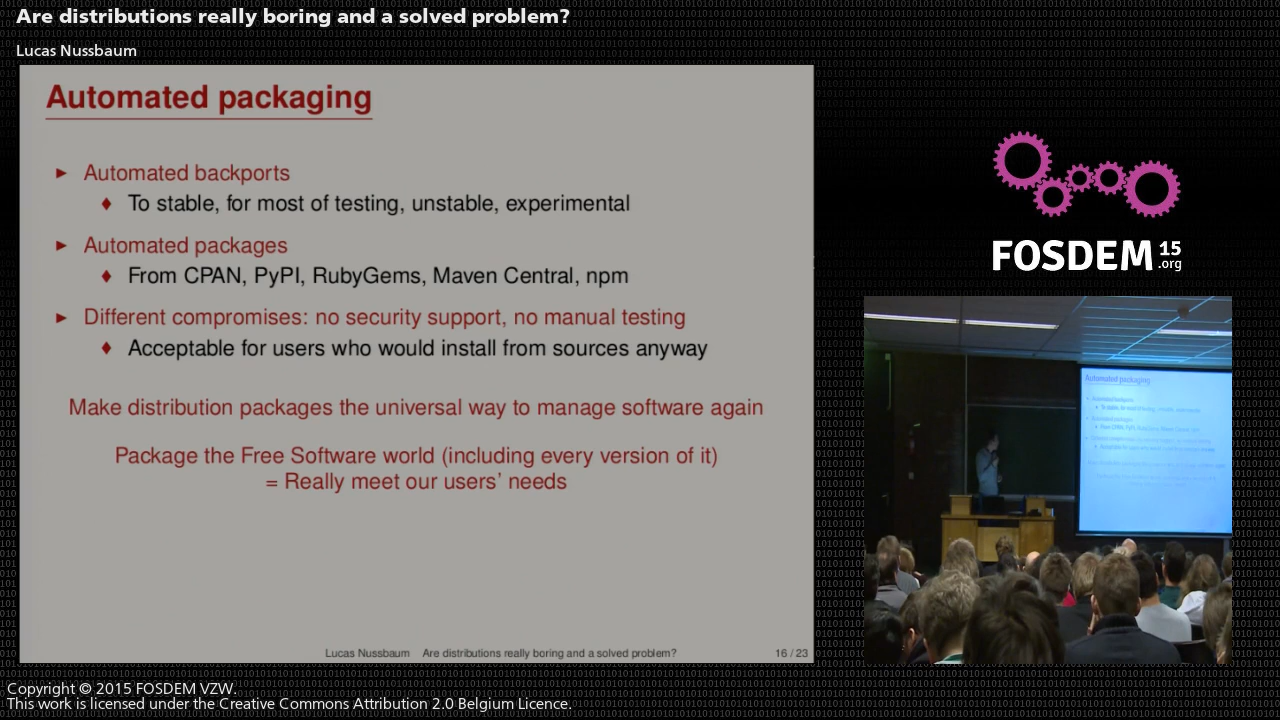 Are distributions really boring and a solved problem?
Lucas Nussbaum
Automated packaging
► Automated backports
♦ To stable, for most of testing, unstable, experimental
► Automated packages
♦ From CPAN, PyPI, RubyGems, Maven Central, npm
► Different compromises: no security support, no manual testing
♦ Acceptable for users who would install from sources anyway
Make distribution packages the universal way to manage software again
Package the Free Software world (including every version of it)
= Really meet our users' needs
Lucas Nussbaum Are distributions really boring and a solved problem? 16 / 23
FOSDEM 15
.org
Automated packaging
Copyright © 2015 FOSDEM VZW.
This work is licensed under the Creative Commons Attribution 2.0 Belgium Licence.